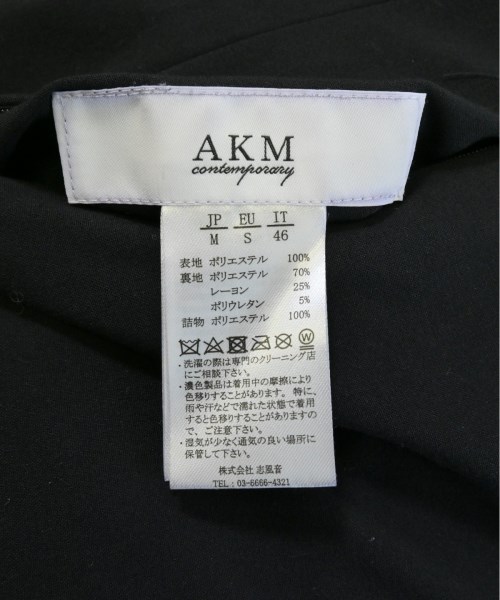 AKM
contemporary
JP EU IT
M S 46
表地 ポリエステル 100%
裏地 ポリエステル 70%
レーヨン 25%
ポリウレタン 5%
詰物 ポリエステル 100%
W
・洗濯の際は専門のクリーニング店
にご相談下さい。
・濃色製品は着用中の摩擦により
色移りすることがあります。特に、
雨や汗などで濡れた状態で着用
すると色移りすることがありますの
で、ご注意下さい。
・湿気が少なく通気の良い場所に
保管して下さい。
株式会社 志風音
TEL：03-6666-4321